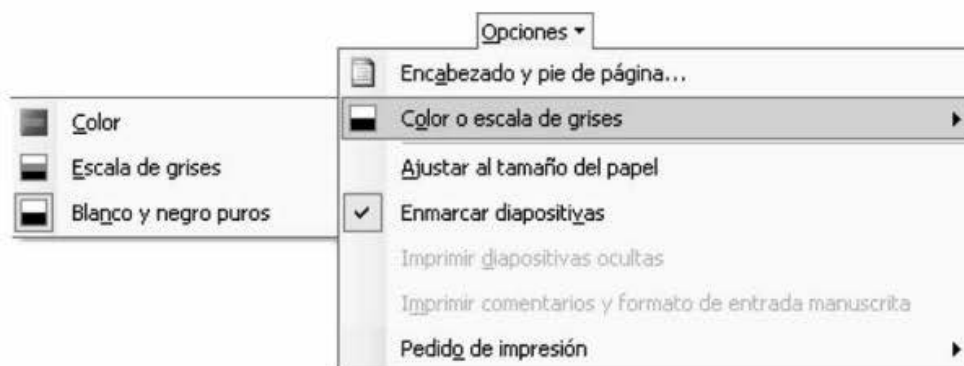 Opciones
Encabezado y pie de página...
Color o escala de grises
Color
Escala de grises
Blanco y negro puros
Ajustar al tamaño del papel
Enmarcar diapositivas
Imprimir diapositivas ocultas
Imprimir comentarios y formato de entrada manuscrita
Pedido de impresión